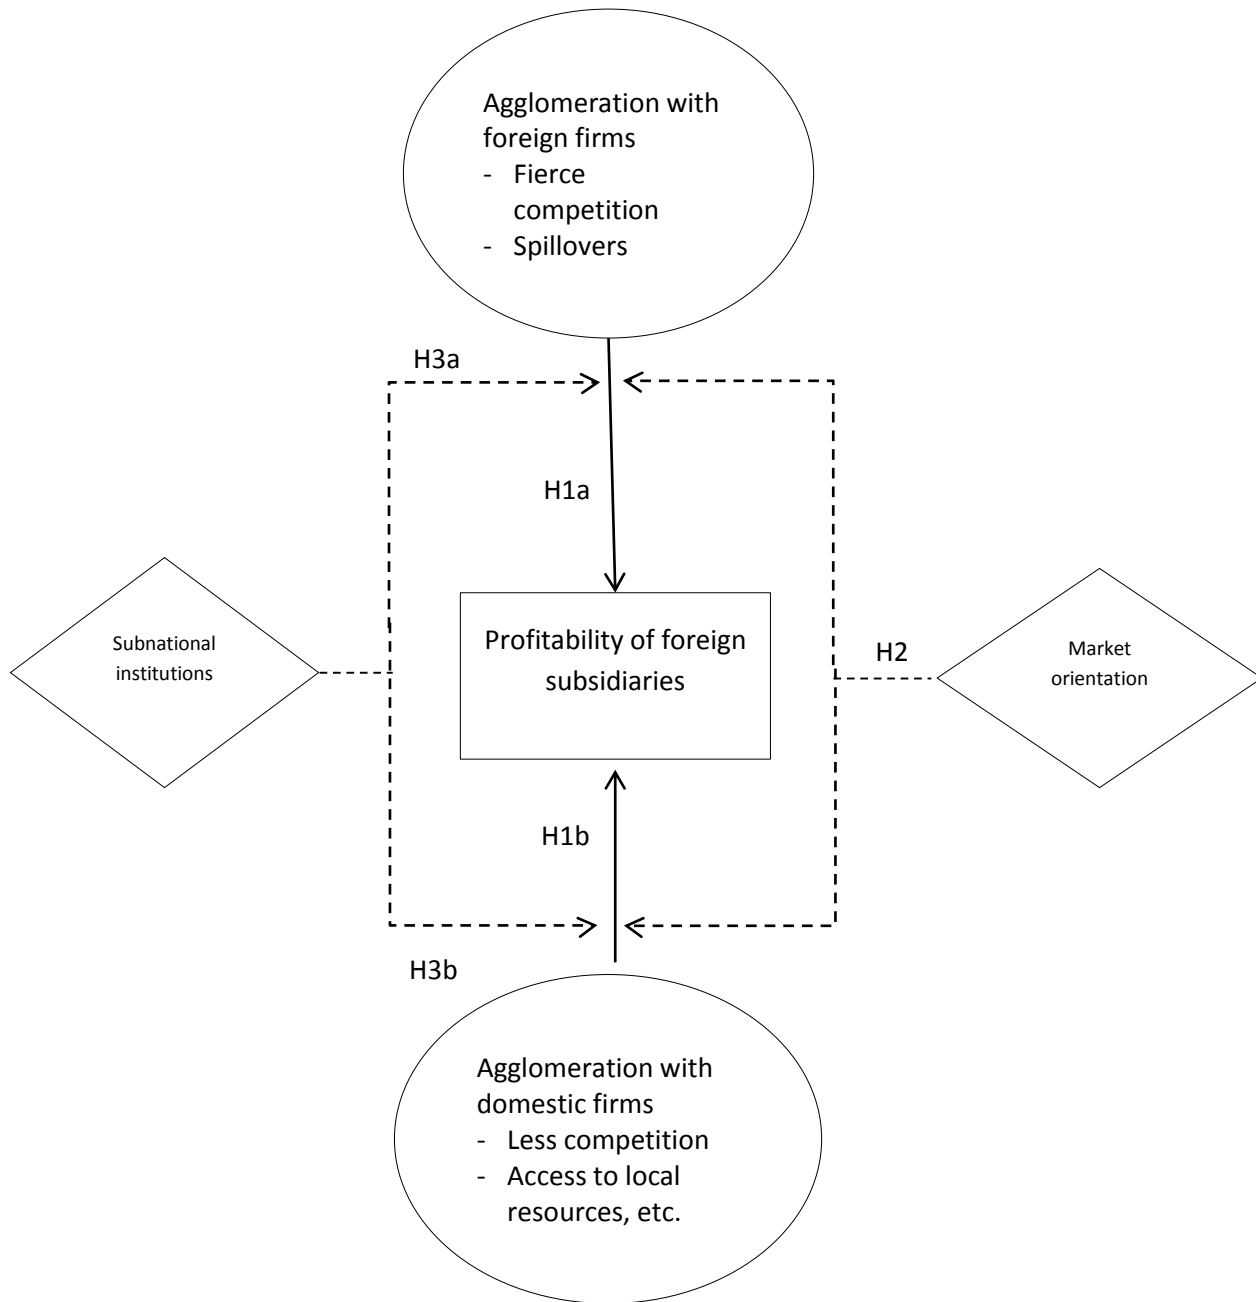 Agglomeration with
foreign firms
- Fierce
competition
- Spillovers
H3a
H1a
Subnational
institutions
Profitability of foreign
subsidiaries
H2
Market
orientation
H1b
H3b
Agglomeration with
domestic firms
- Less competition
- Access to local
resources, etc.